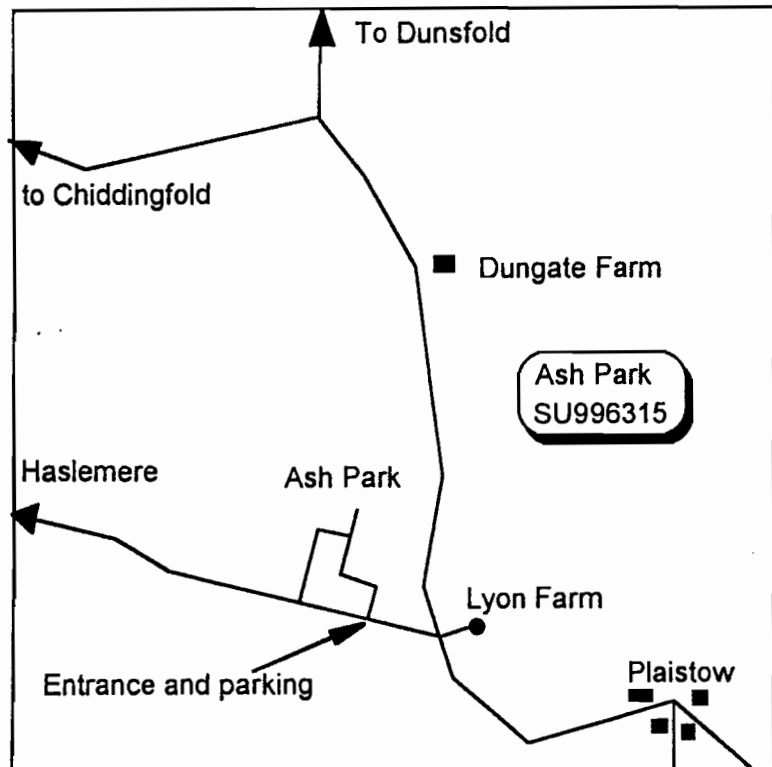 To Dunsfold
to Chiddingfold
Dungate Farm
Ash Park
SU996315
Haslemere
Ash Park
Lyon Farm
Entrance and parking
Plaistow